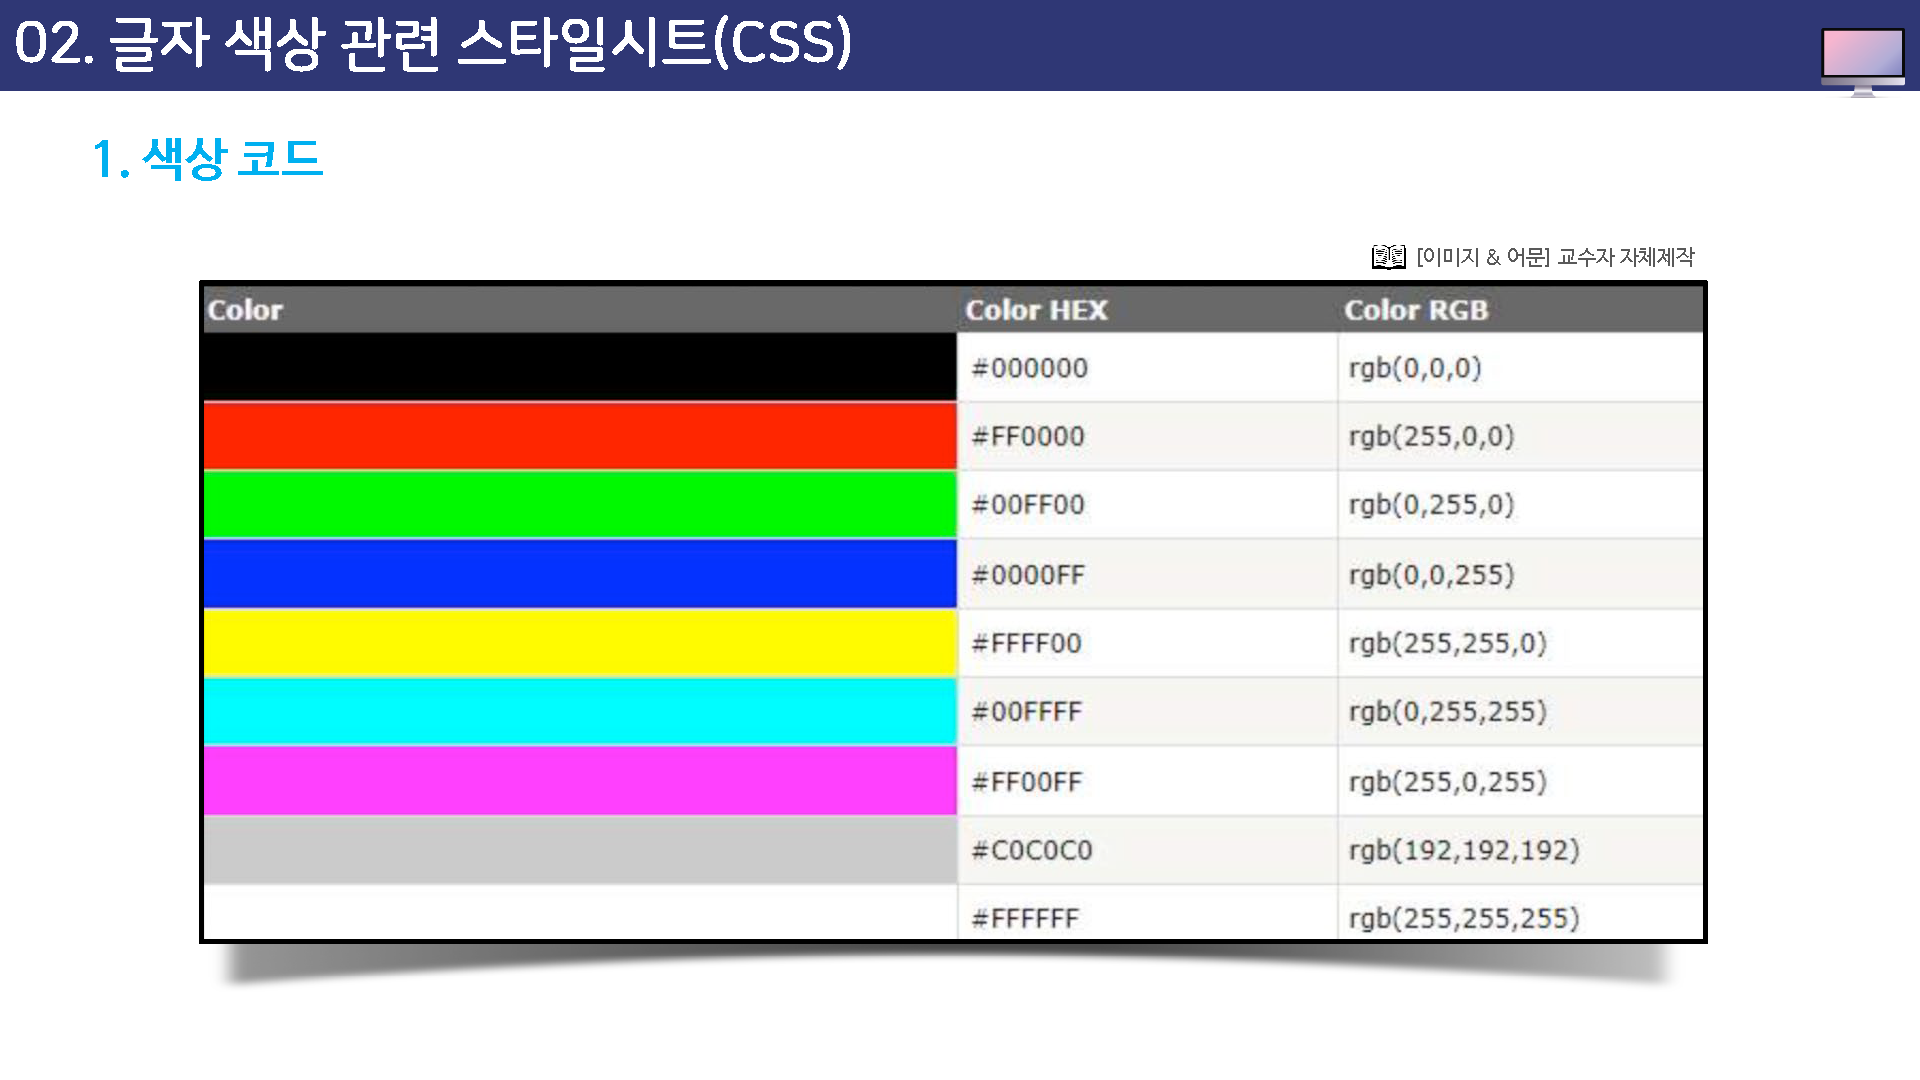 02. 글자 색상 관련 스타일시트(CSS)
1. 색상 코드
[이미지 & 어문] 교수자 자체제작
Color Color HEX Color RGB
#000000 rgb(0,0,0)
#FF0000 rgb(255,0,0)
#00FF00 rgb(0,255,0)
#0000FF rgb(0,0,255)
#FFFF00 rgb(255,255,0)
#00FFFF rgb(0,255,255)
#FF00FF rgb(255,0,255)
#C0C0C0 rgb(192,192,192)
#FFFFFF rgb(255,255,255)